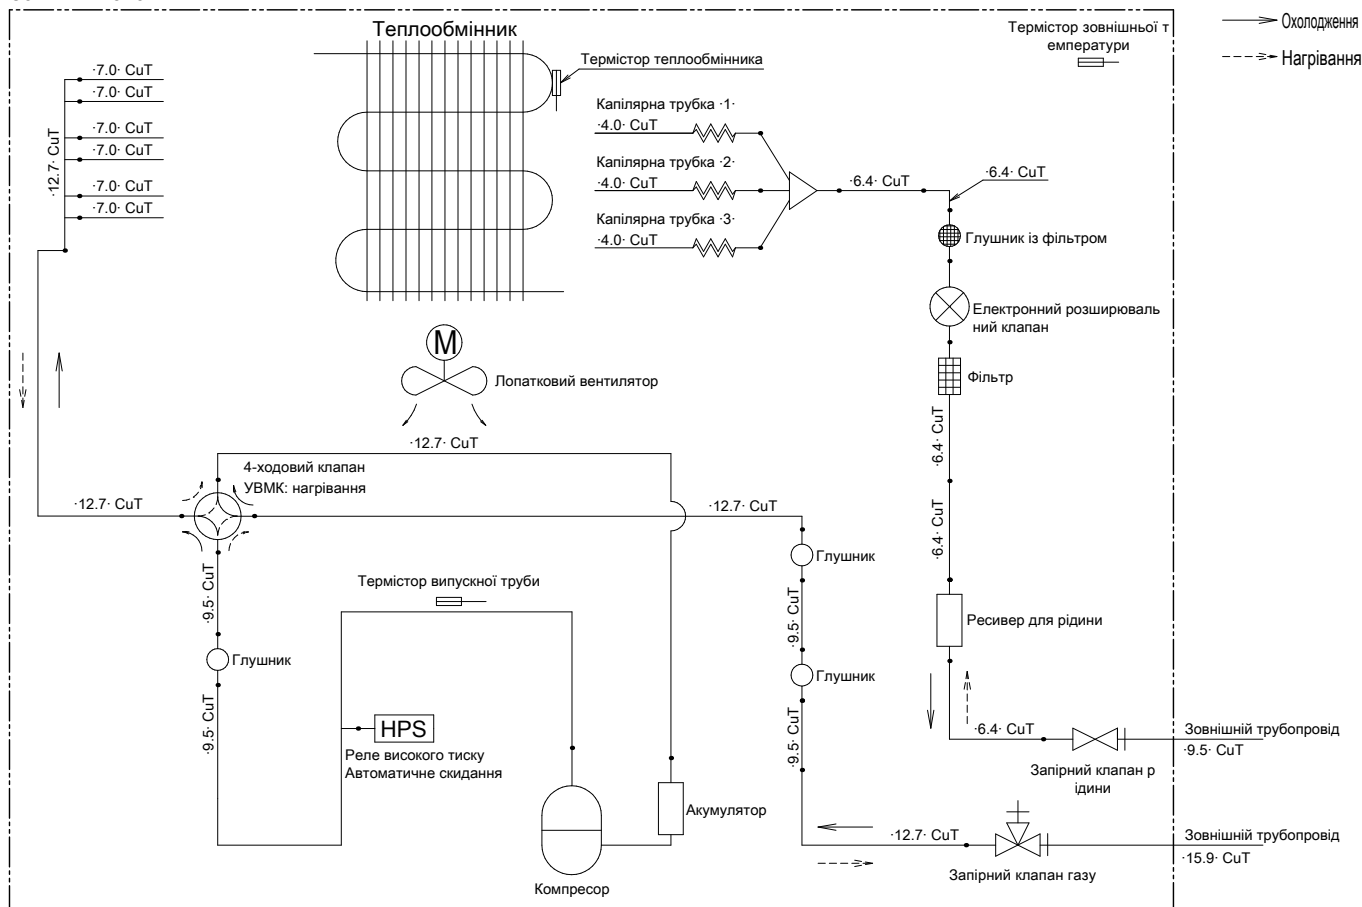 Теплообмінник
Термістор зовнішньої т
емператури
Охолодження
Нагрівання
Термістор теплообмінника
·7.0· CuT
·7.0· CuT
·7.0· CuT
·7.0· CuT
·7.0· CuT
·7.0· CuT
·12.7· CuT
Капілярна трубка ·1·
·4.0· CuT
Капілярна трубка ·2·
·4.0· CuT
Капілярна трубка ·3·
·4.0· CuT
·6.4· CuT
·6.4· CuT
Глушник із фільтром
Електронний розширюваль
ний клапан
Фільтр
M
Лопатковий вентилятор
·12.7· CuT
·6.4· CuT
4-ходовий клапан
УВМК: нагрівання
·12.7· CuT
·12.7· CuT
·6.4· CuT
Глушник
·9.5· CuT
Термістор випускної труби
·9.5· CuT
Ресивер для рідини
Глушник
Глушник
·9.5· CuT
·9.5· CuT
HPS
Реле високого тиску
Автоматичне скидання
·6.4· CuT
Зовнішній трубопровід
·9.5· CuT
Запірний клапан р
ідини
Акумулятор
·12.7· CuT
Зовнішній трубопровід
·15.9· CuT
Запірний клапан газу
Компресор